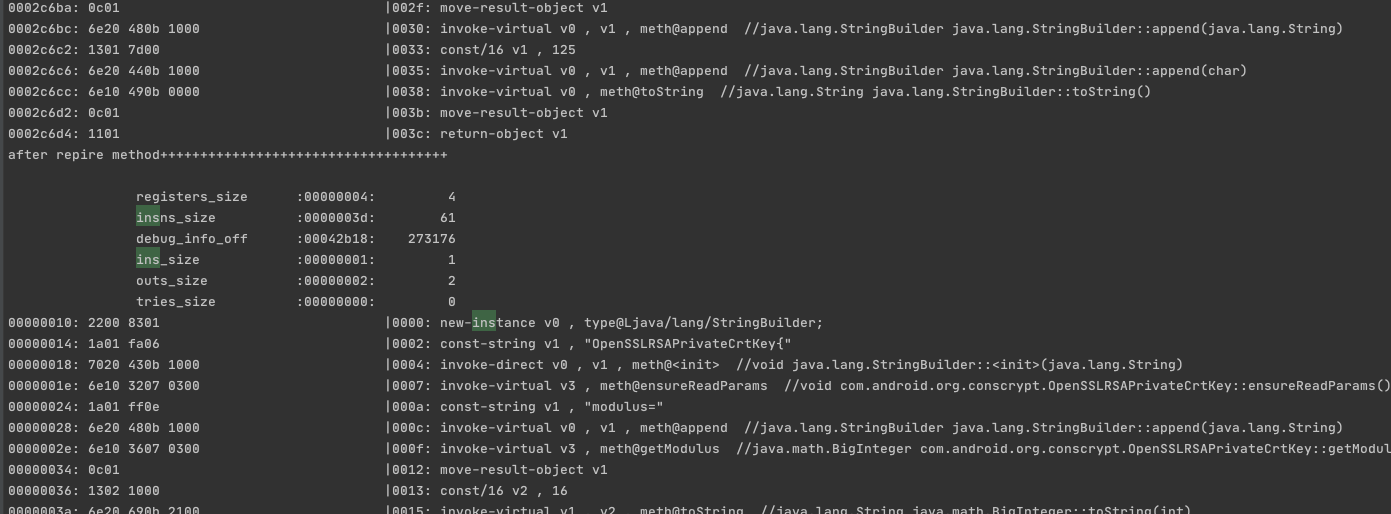 0002c6ba: 0c01 |002f: move-result-object v1
0002c6bc: 6e20 480b 1000 |0030: invoke-virtual v0 , v1 , meth@append //java.lang.StringBuilder java.lang.StringBuilder::append(java.lang.String)
0002c6c2: 1301 7d00 |0033: const/16 v1 , 125
0002c6c6: 6e20 440b 1000 |0035: invoke-virtual v0 , v1 , meth@append //java.lang.StringBuilder java.lang.StringBuilder::append(char)
0002c6cc: 6e10 490b 0000 |0038: invoke-virtual v0 , meth@toString //java.lang.String java.lang.StringBuilder::toString()
0002c6d2: 0c01 |003b: move-result-object v1
0002c6d4: 1101 |003c: return-object v1
after repire method++++++++++++++++++++++++++++++++++++
registers_size :00000004: 4
insns_size :0000003d: 61
debug_info_off :00042b18: 273176
ins_size :00000001: 1
outs_size :00000002: 2
tries_size :00000000: 0
00000010: 2200 8301 |0000: new-instance v0 , type@Ljava/lang/StringBuilder;
00000014: 1a01 fa06 |0002: const-string v1 , "OpenSSLRSAPrivateCrtKey{"
00000018: 7020 430b 1000 |0004: invoke-direct v0 , v1 , meth@<init> //void java.lang.StringBuilder::<init>(java.lang.String)
0000001e: 6e10 3207 0300 |0007: invoke-virtual v3 , meth@ensureReadParams //void com.android.org.conscrypt.OpenSSLRSAPrivateCrtKey::ensureReadParams()
00000024: 1a01 ff0e |000a: const-string v1 , "modulus="
00000028: 6e20 480b 1000 |000c: invoke-virtual v0 , v1 , meth@append //java.lang.StringBuilder java.lang.StringBuilder::append(java.lang.String)
0000002e: 6e10 3607 0300 |000f: invoke-virtual v3 , meth@getModulus //java.math.BigInteger com.android.org.conscrypt.OpenSSLRSAPrivateCrtKey::getModul
00000034: 0c01 |0012: move-result-object v1
00000036: 1302 1000 |0013: const/16 v2 , 16
0000003a: 6e20 690b 2100 |0015: invoke-virtual v1 , v2 , meth@toString //java.lang.String java.math.BigInteger::toString(int)